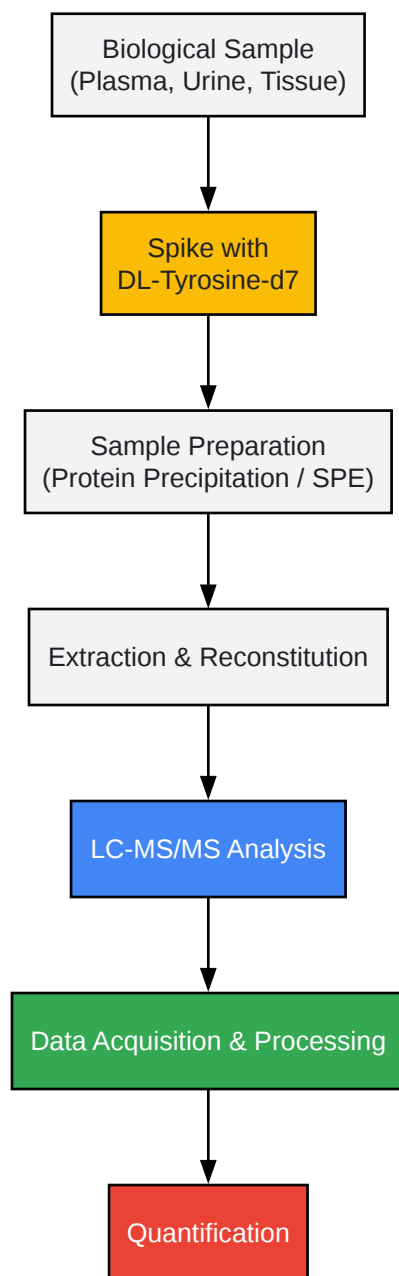 Biological Sample
(Plasma, Urine, Tissue)
Spike with
DL-Tyrosine-d7
Sample Preparation
(Protein Precipitation / SPE)
Extraction & Reconstitution
LC-MS/MS Analysis
Data Acquisition & Processing
Quantification